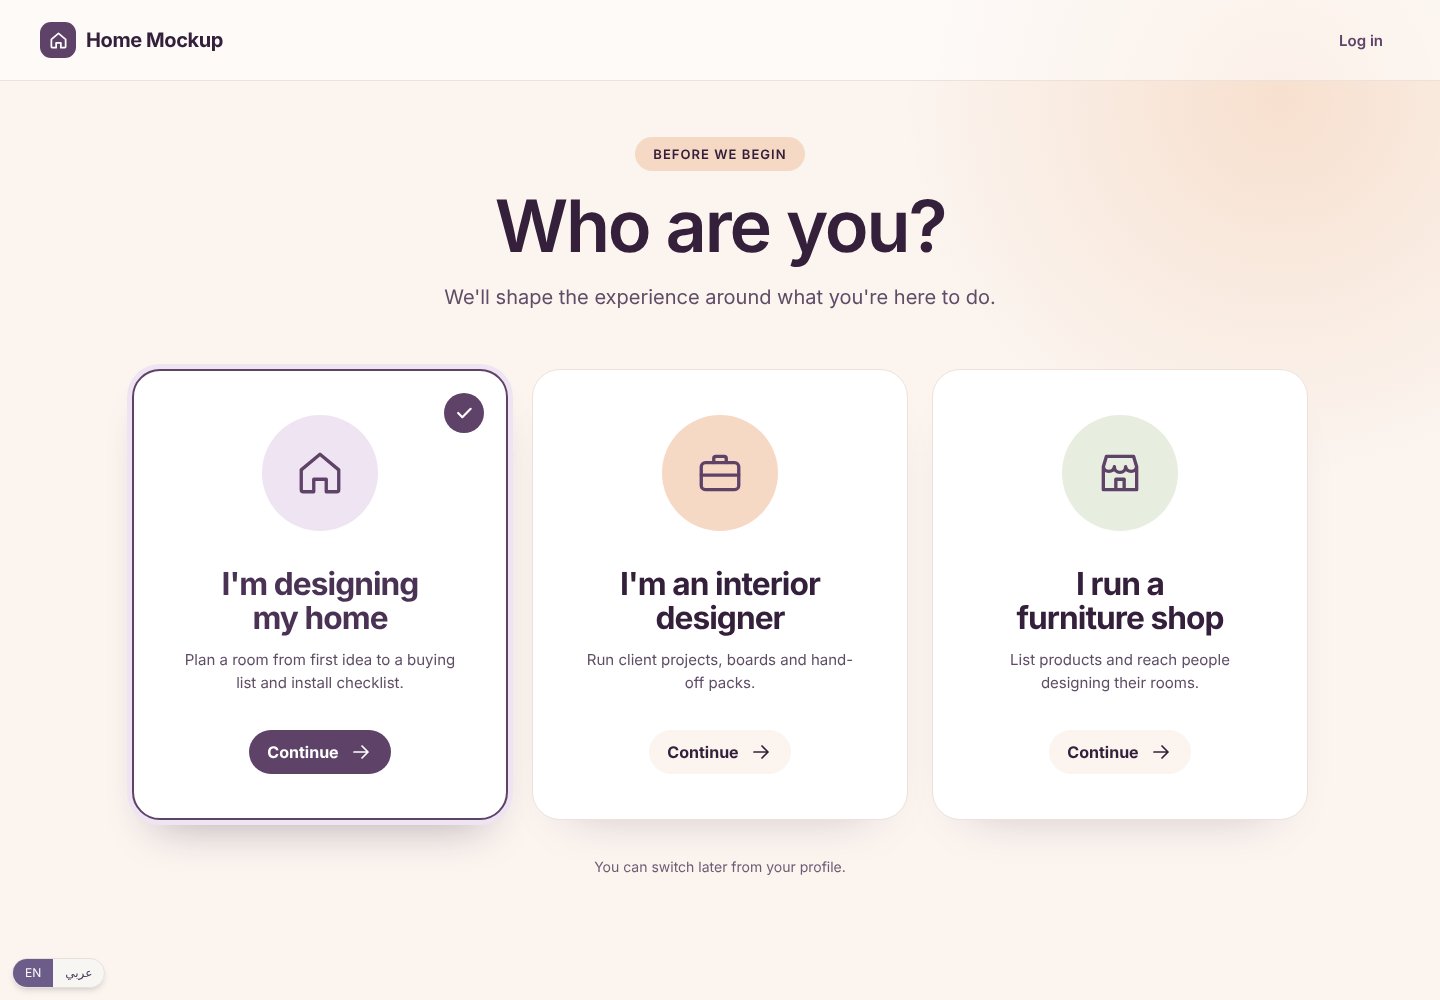 Home Mockup
Log in
BEFORE WE BEGIN
Who are you?
We'll shape the experience around what you're here to do.
I'm designing
my home
Plan a room from first idea to a buying
list and install checklist.
Continue
I'm an interior
designer
Run client projects, boards and hand-
off packs.
Continue
I run a
furniture shop
List products and reach people
designing their rooms.
Continue
You can switch later from your profile.
EN
عربي